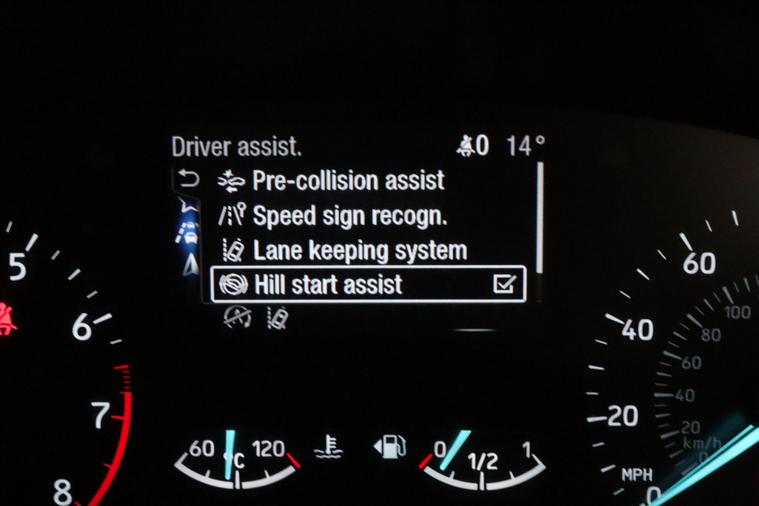 Driver assist. 0 14°
Pre-collision assist
Speed sign recogn.
Lane keeping system
Hill start assist
5
6
7
8
60 °C 120
0 1/2 1
60
40
20
0
MPH
100
80
60
40
20
km/h
0